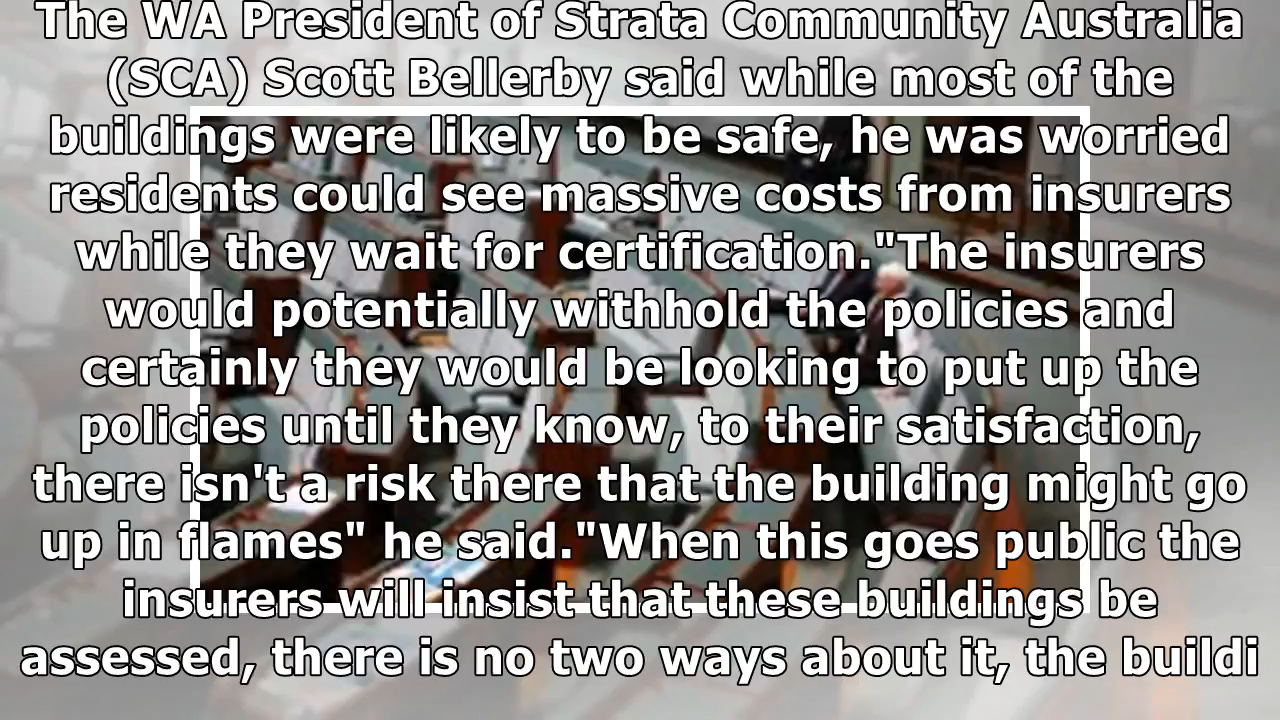 The WA President of Strata Community Australia
(SCA) Scott Bellerby said while most of the
buildings were likely to be safe, he was worried
residents could see massive costs from insurers
while they wait for certification."The insurers
would potentially withhold the policies and
certainly they would be looking to put up the
policies until they know, to their satisfaction,
there isn't a risk there that the building might go
up in flames" he said."When this goes public the
insurers will insist that these buildings be
assessed, there is no two ways about it, the buildi